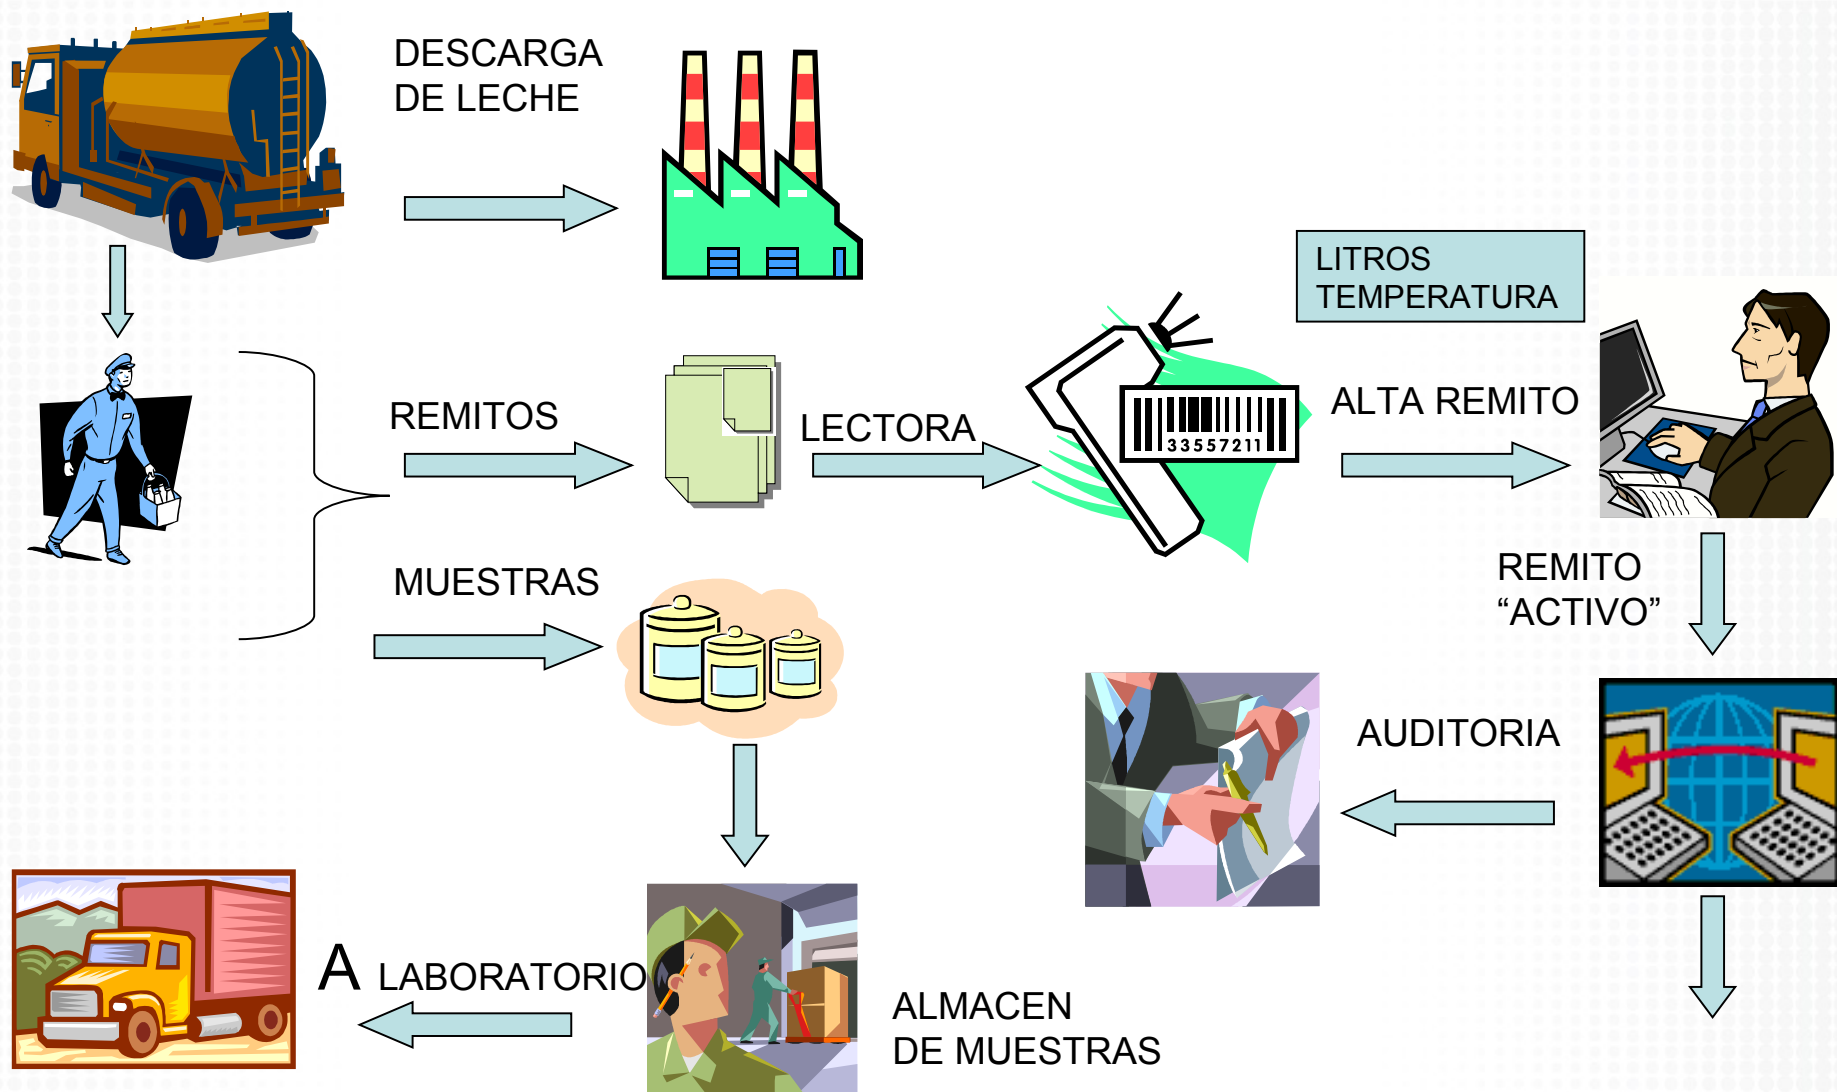 DESCARGA
DE LECHE
LITROS
TEMPERATURA
REMITOS
LECTORA
33557211
ALTA REMITO
MUESTRAS
REMITO
“ACTIVO”
AUDITORIA
A LABORATORIO
ALMACEN
DE MUESTRAS